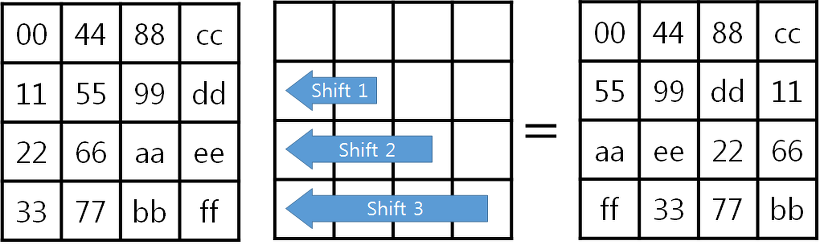 00 44 88 cc 00 44 88 cc
11 55 99 dd Shift 1 55 99 dd 11
22 66 aa ee Shift 2 = aa ee 22 66
33 77 bb ff Shift 3 ff 33 77 bb